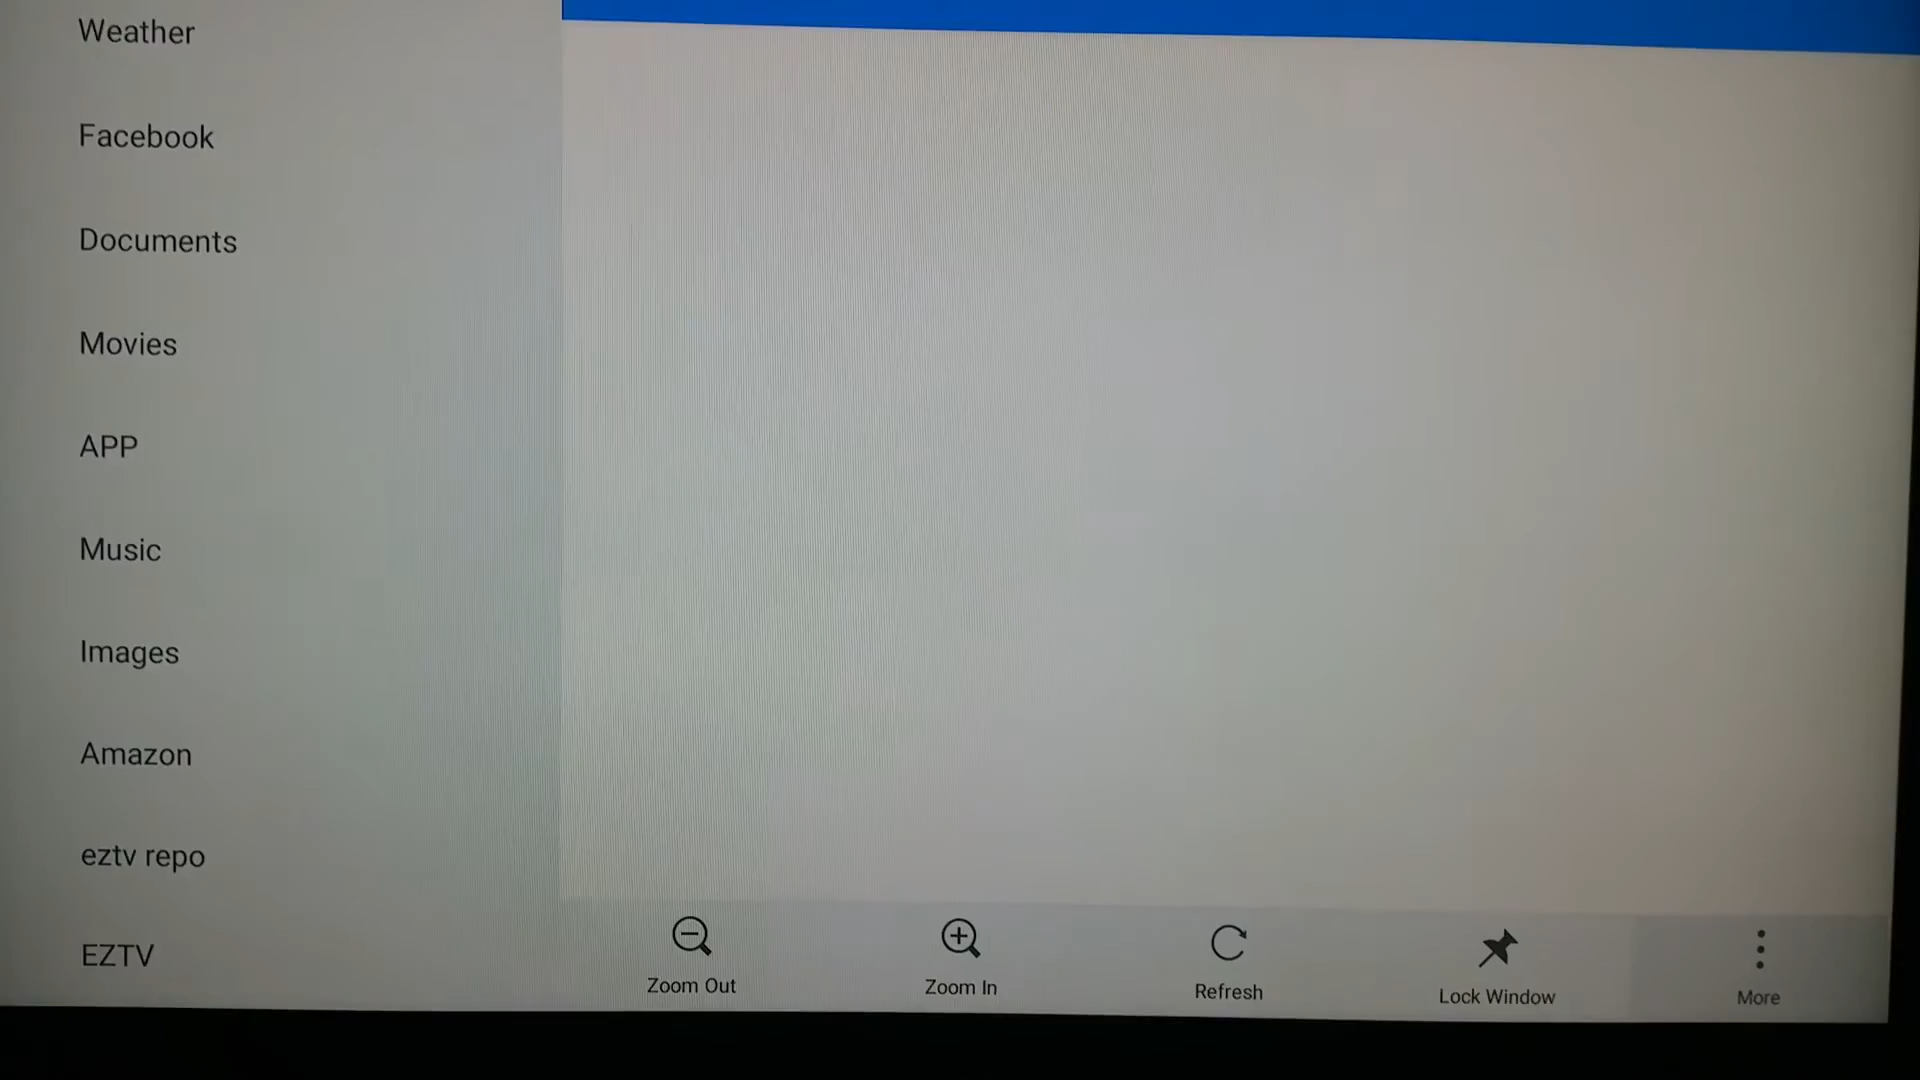 Weather
Facebook
Documents
Movies
APP
Music
Images
Amazon
eztv repo
EZTV
Zoom Out
Zoom In
Refresh
Lock Window
More